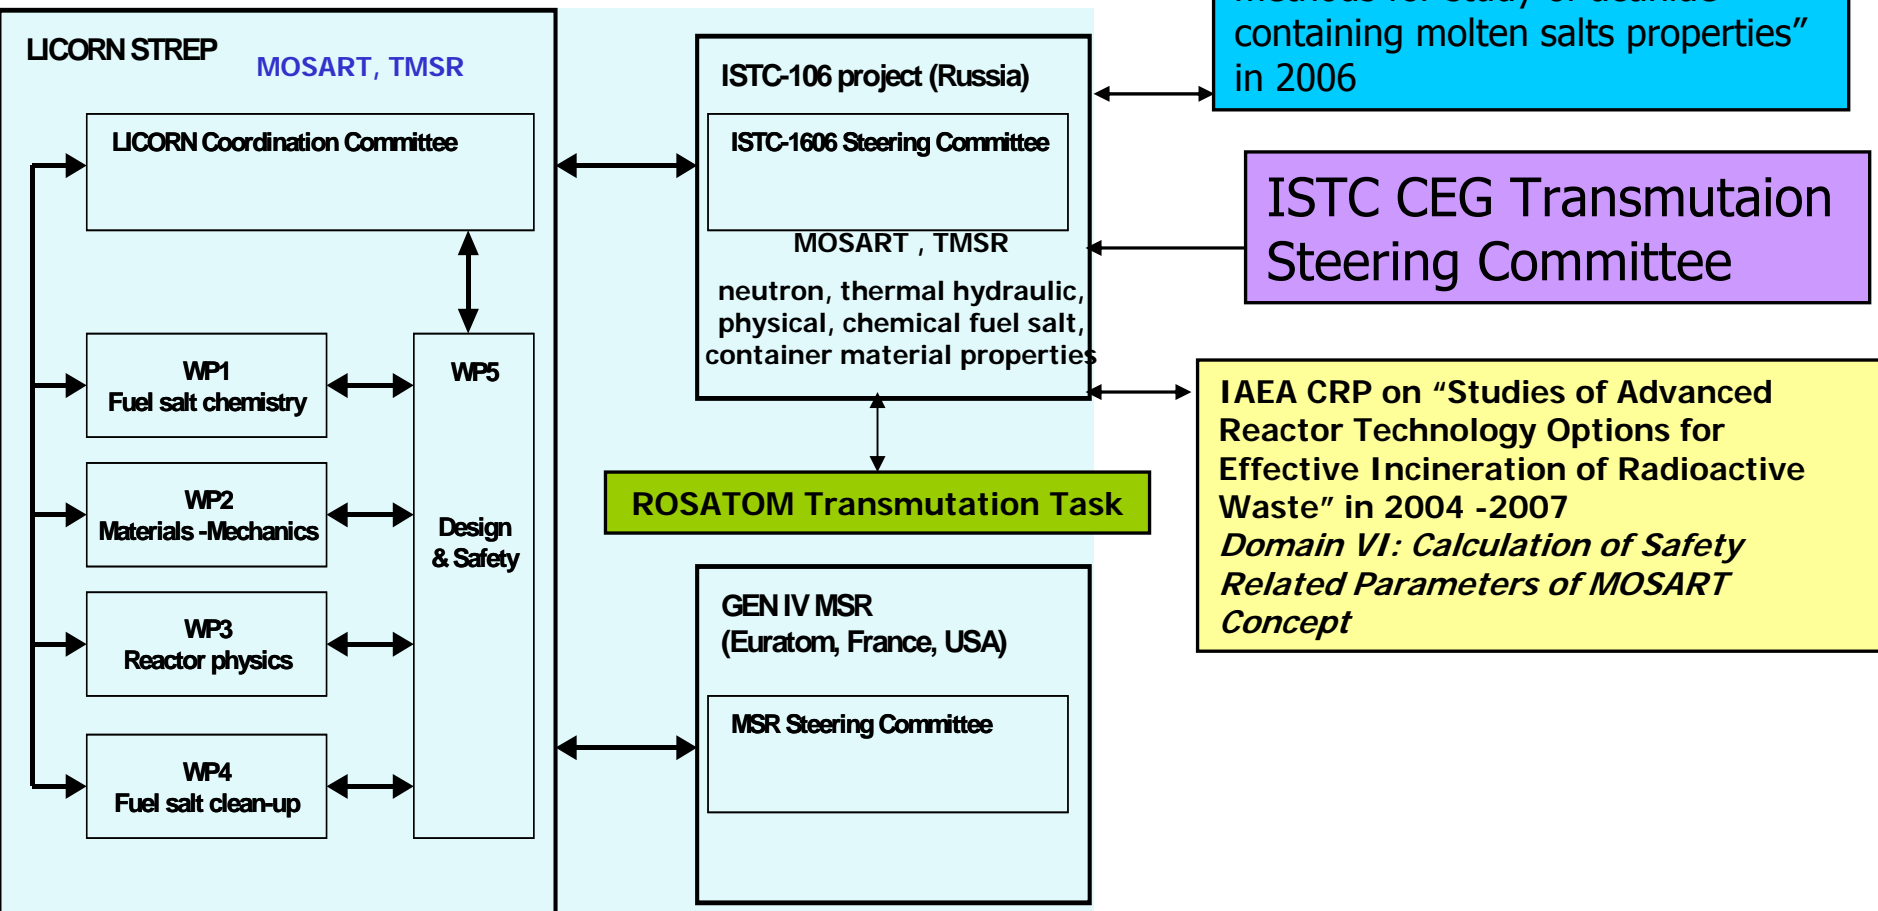 LICORN STREP
MOSART, TMSR
LICORN Coordination Committee
WP1
Fuel salt chemistry
WP2
Materials -Mechanics
WP3
Reactor physics
WP4
Fuel salt clean-up
WP5
Design
& Safety
ISTC-106 project (Russia)
ISTC-1606 Steering Committee
MOSART , TMSR
neutron, thermal hydraulic,
physical, chemical fuel salt,
container material properties
ROSATOM Transmutation Task
GEN IV MSR
(Euratom, France, USA)
MSR Steering Committee
containing molten salts properties”
in 2006
ISTC CEG Transmutaion
Steering Committee
IAEA CRP on “Studies of Advanced
Reactor Technology Options for
Effective Incineration of Radioactive
Waste” in 2004 -2007
Domain VI: Calculation of Safety
Related Parameters of MOSART
Concept